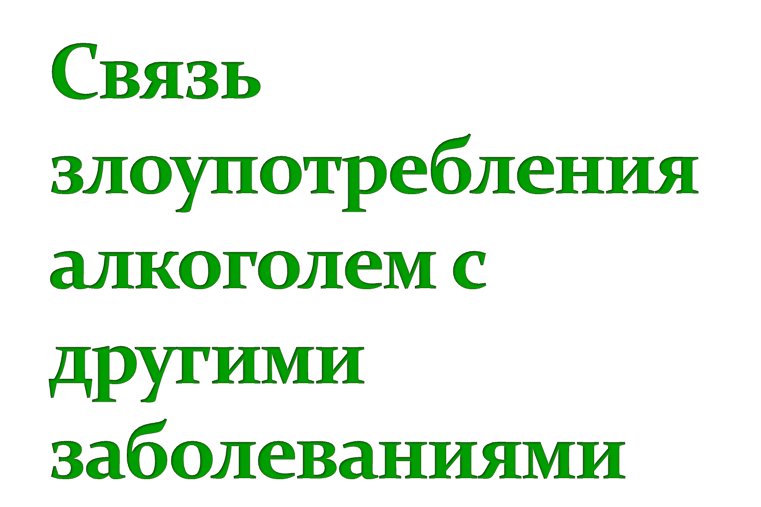 Связь
злоупотребления
алкоголем с
другими
заболеваниями